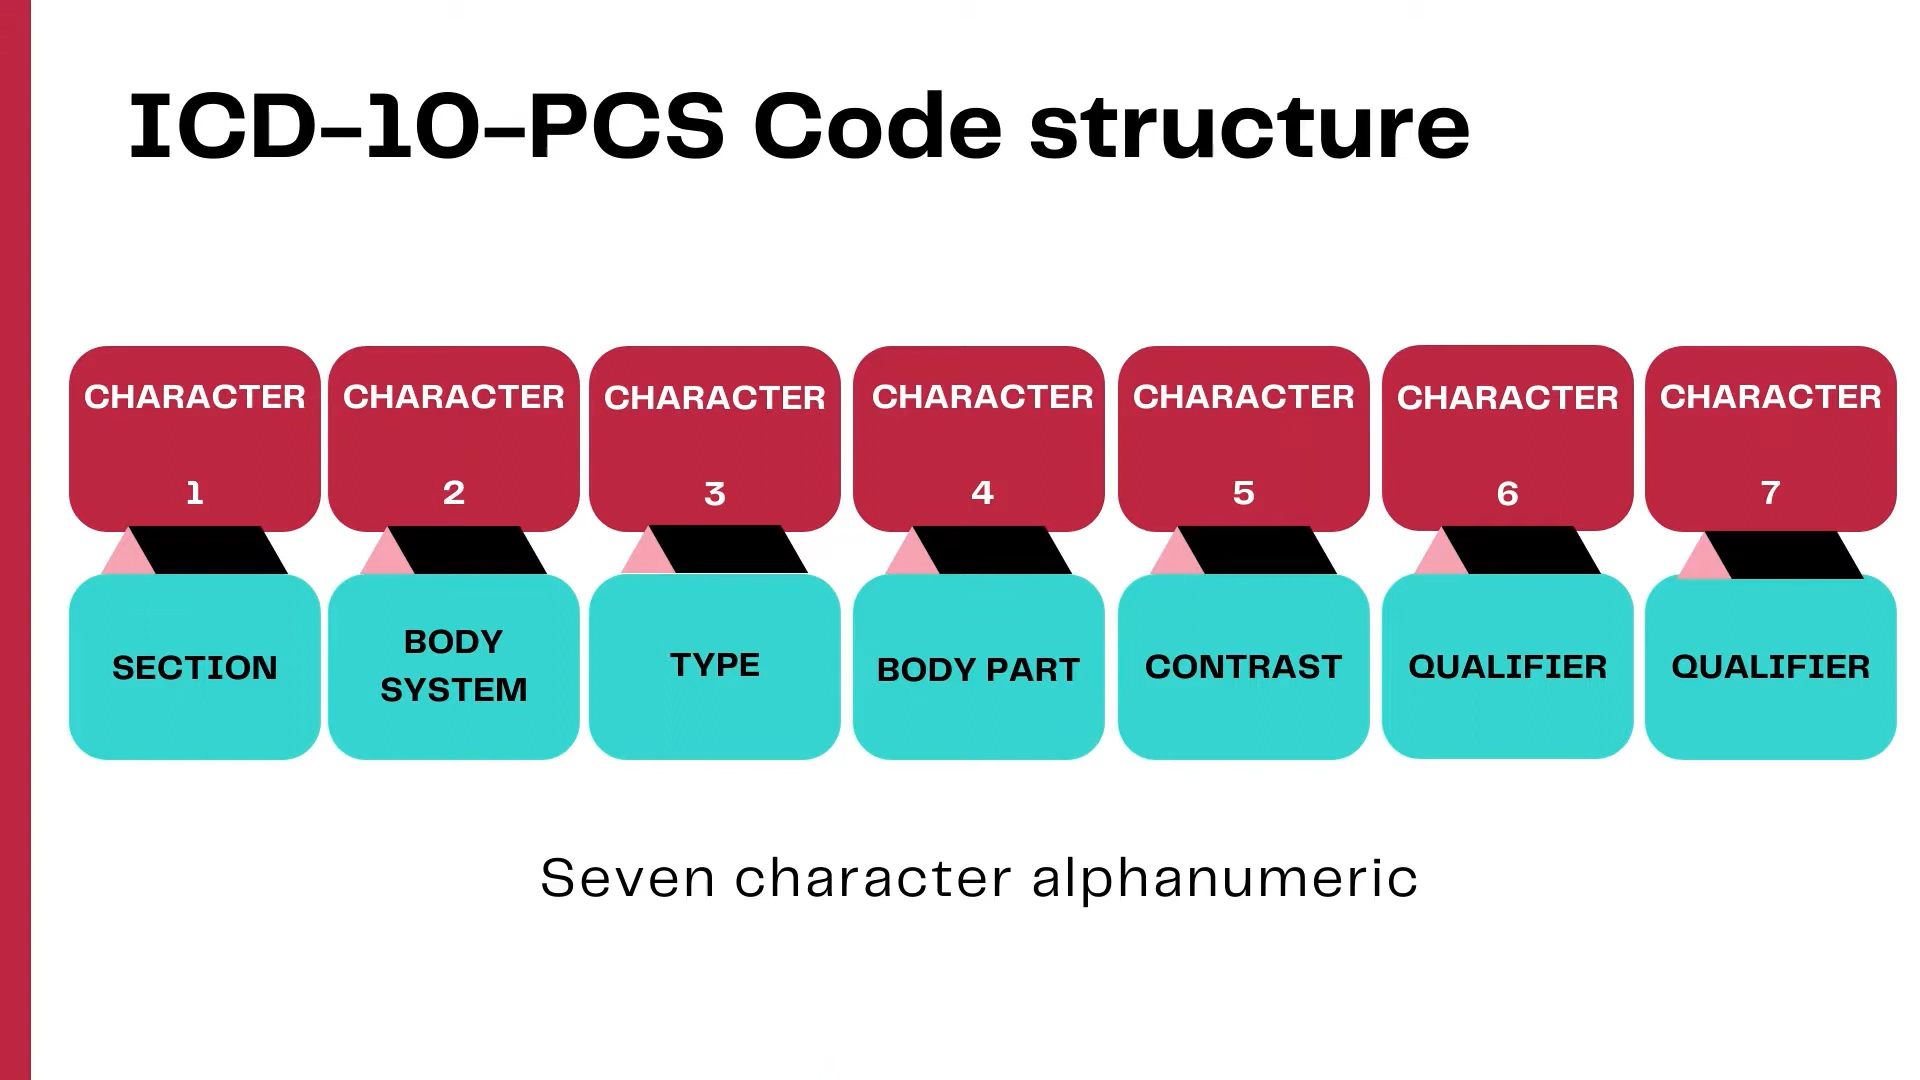 ICD-10-PCS Code structure
CHARACTER
1
CHARACTER
2
CHARACTER
3
CHARACTER
4
CHARACTER
5
CHARACTER
6
CHARACTER
7
SECTION
BODY
SYSTEM
TYPE
BODY PART
CONTRAST
QUALIFIER
QUALIFIER
Seven character alphanumeric